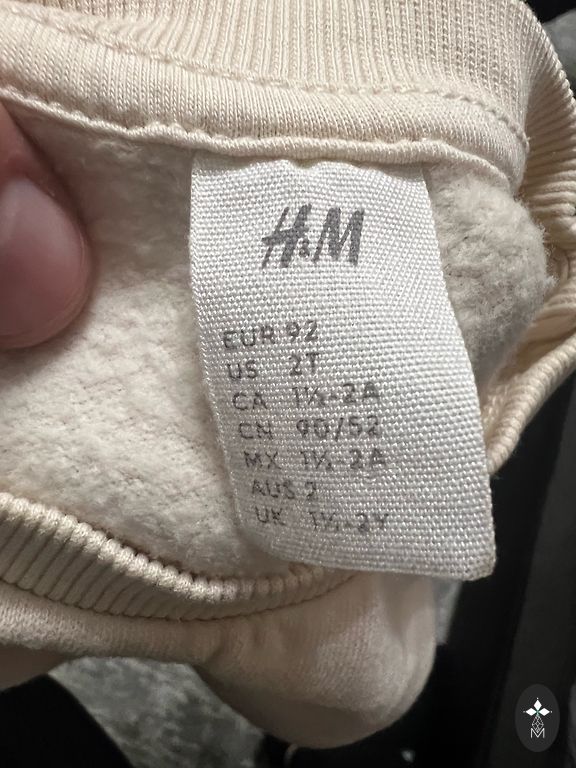 H&M
EUR 92
US 2T
CA 1½-2A
CN 90/52
MX 1½-2A
AUS 2
UK 1½-2Y